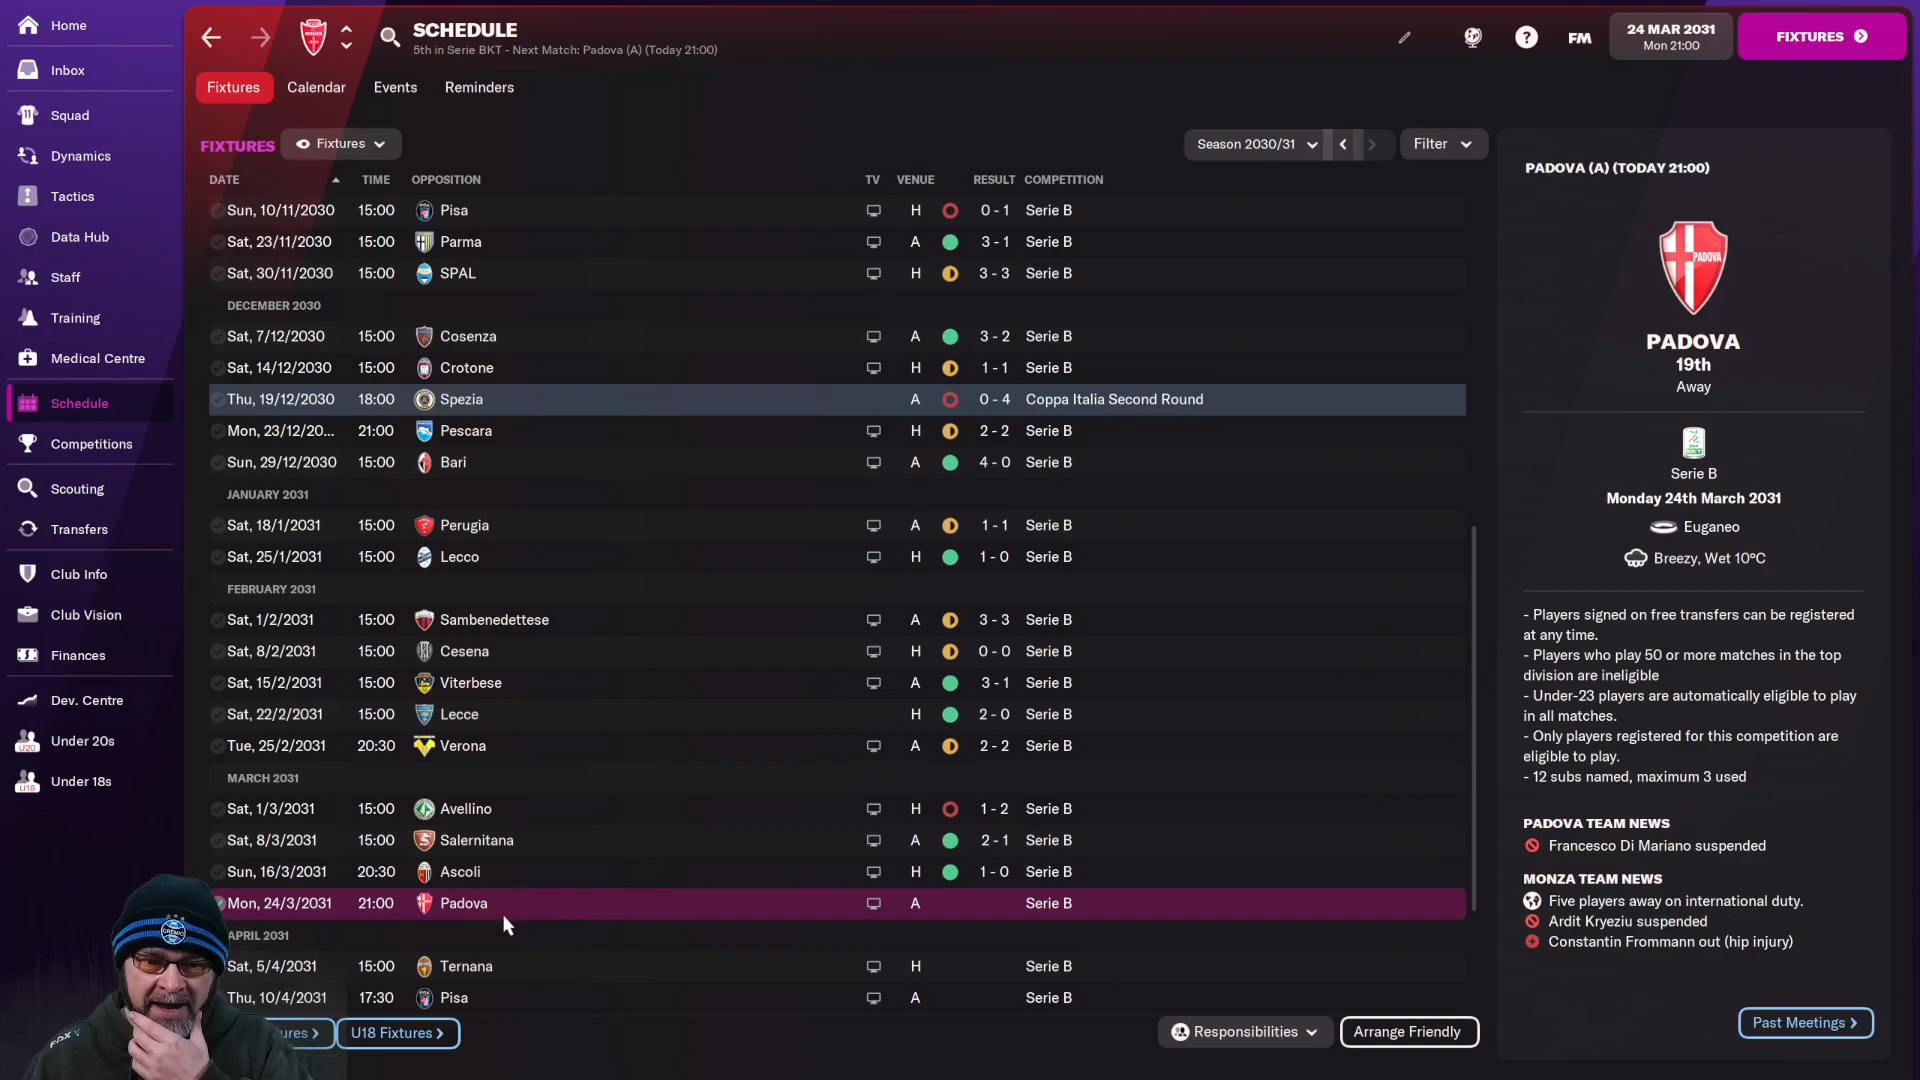 Home
Inbox
Squad
Dynamics
Tactics
Data Hub
Staff
Training
Medical Centre
Schedule
Competitions
Scouting
Transfers
Club Info
Club Vision
Finances
Dev. Centre
U20 Under 20s
U18 Under 18s
MONZA
SCHEDULE
5th in Serie BKT - Next Match: Padova (A) (Today 21:00)
? FM
24 MAR 2031
Mon 21:00
FIXTURES
Fixtures Calendar Events Reminders
FIXTURES Fixtures
Season 2030/31 Filter
DATE TIME OPPOSITION TV VENUE RESULT COMPETITION
Sun, 10/11/2030 15:00 Pisa H 0 - 1 Serie B
Sat, 23/11/2030 15:00 Parma A 3 - 1 Serie B
Sat, 30/11/2030 15:00 SPAL H 3 - 3 Serie B
DECEMBER 2030
Sat, 7/12/2030 15:00 Cosenza A 3 - 2 Serie B
Sat, 14/12/2030 15:00 Crotone H 1 - 1 Serie B
Thu, 19/12/2030 18:00 Spezia A 0 - 4 Coppa Italia Second Round
Mon, 23/12/20... 21:00 Pescara H 2 - 2 Serie B
Sun, 29/12/2030 15:00 Bari A 4 - 0 Serie B
JANUARY 2031
Sat, 18/1/2031 15:00 Perugia A 1 - 1 Serie B
Sat, 25/1/2031 15:00 Lecco H 1 - 0 Serie B
FEBRUARY 2031
Sat, 1/2/2031 15:00 Sambenedettese A 3 - 3 Serie B
Sat, 8/2/2031 15:00 Cesena H 0 - 0 Serie B
Sat, 15/2/2031 15:00 Viterbese A 3 - 1 Serie B
Sat, 22/2/2031 15:00 Lecce H 2 - 0 Serie B
Tue, 25/2/2031 20:30 Verona A 2 - 2 Serie B
MARCH 2031
Sat, 1/3/2031 15:00 Avellino H 1 - 2 Serie B
Sat, 8/3/2031 15:00 Salernitana A 2 - 1 Serie B
Sun, 16/3/2031 20:30 Ascoli H 1 - 0 Serie B
Mon, 24/3/2031 21:00 Padova A Serie B
APRIL 2031
Sat, 5/4/2031 15:00 Ternana H Serie B
Thu, 10/4/2031 17:30 Pisa A Serie B
U18 Fixtures
Responsibilities Arrange Friendly
PADOVA (A) (TODAY 21:00)
PADOVA
PADOVA
19th
Away
Serie B
Monday 24th March 2031
Euganeo
Breezy, Wet 10°C
- Players signed on free transfers can be registered
at any time.
- Players who play 50 or more matches in the top
division are ineligible
- Under-23 players are automatically eligible to play
in all matches.
- Only players registered for this competition are
eligible to play.
- 12 subs named, maximum 3 used
PADOVA TEAM NEWS
Francesco Di Mariano suspended
MONZA TEAM NEWS
Five players away on international duty.
Ardit Kryeziu suspended
Constantin Frommann out (hip injury)
Past Meetings
GRÊMIO
FOX